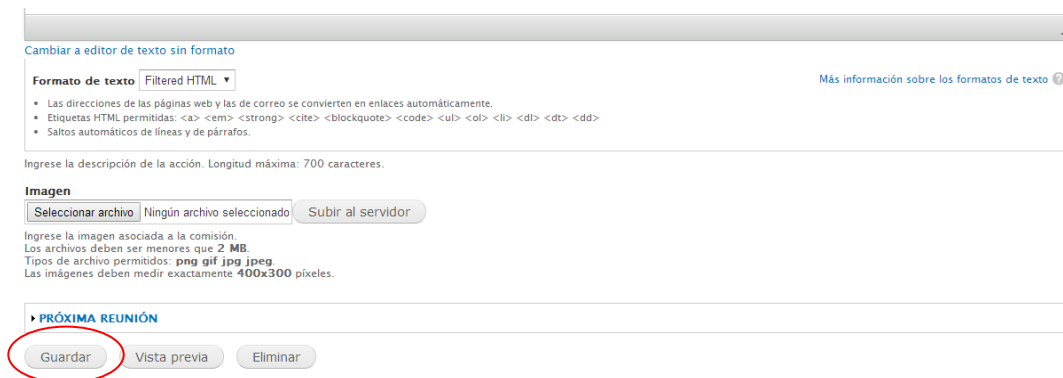 Cambiar a editor de texto sin formato
Formato de texto Filtered HTML Más información sobre los formatos de texto
Las direcciones de las páginas web y las de correo se convierten en enlaces automáticamente.
Etiquetas HTML permitidas: <a> <em> <strong> <cite> <blockquote> <code> <ul> <ol> <li> <dl> <dt> <dd>
Saltos automáticos de líneas y de párrafos.
Ingrese la descripción de la acción. Longitud máxima: 700 caracteres.
Imagen
Seleccionar archivo Ningún archivo seleccionado Subir al servidor
Ingrese la imagen asociada a la comisión.
Los archivos deben ser menores que 2 MB.
Tipos de archivo permitidos: png gif jpg jpeg.
Las imágenes deben medir exactamente 400x300 píxeles.
PRÓXIMA REUNIÓN
Guardar Vista previa Eliminar